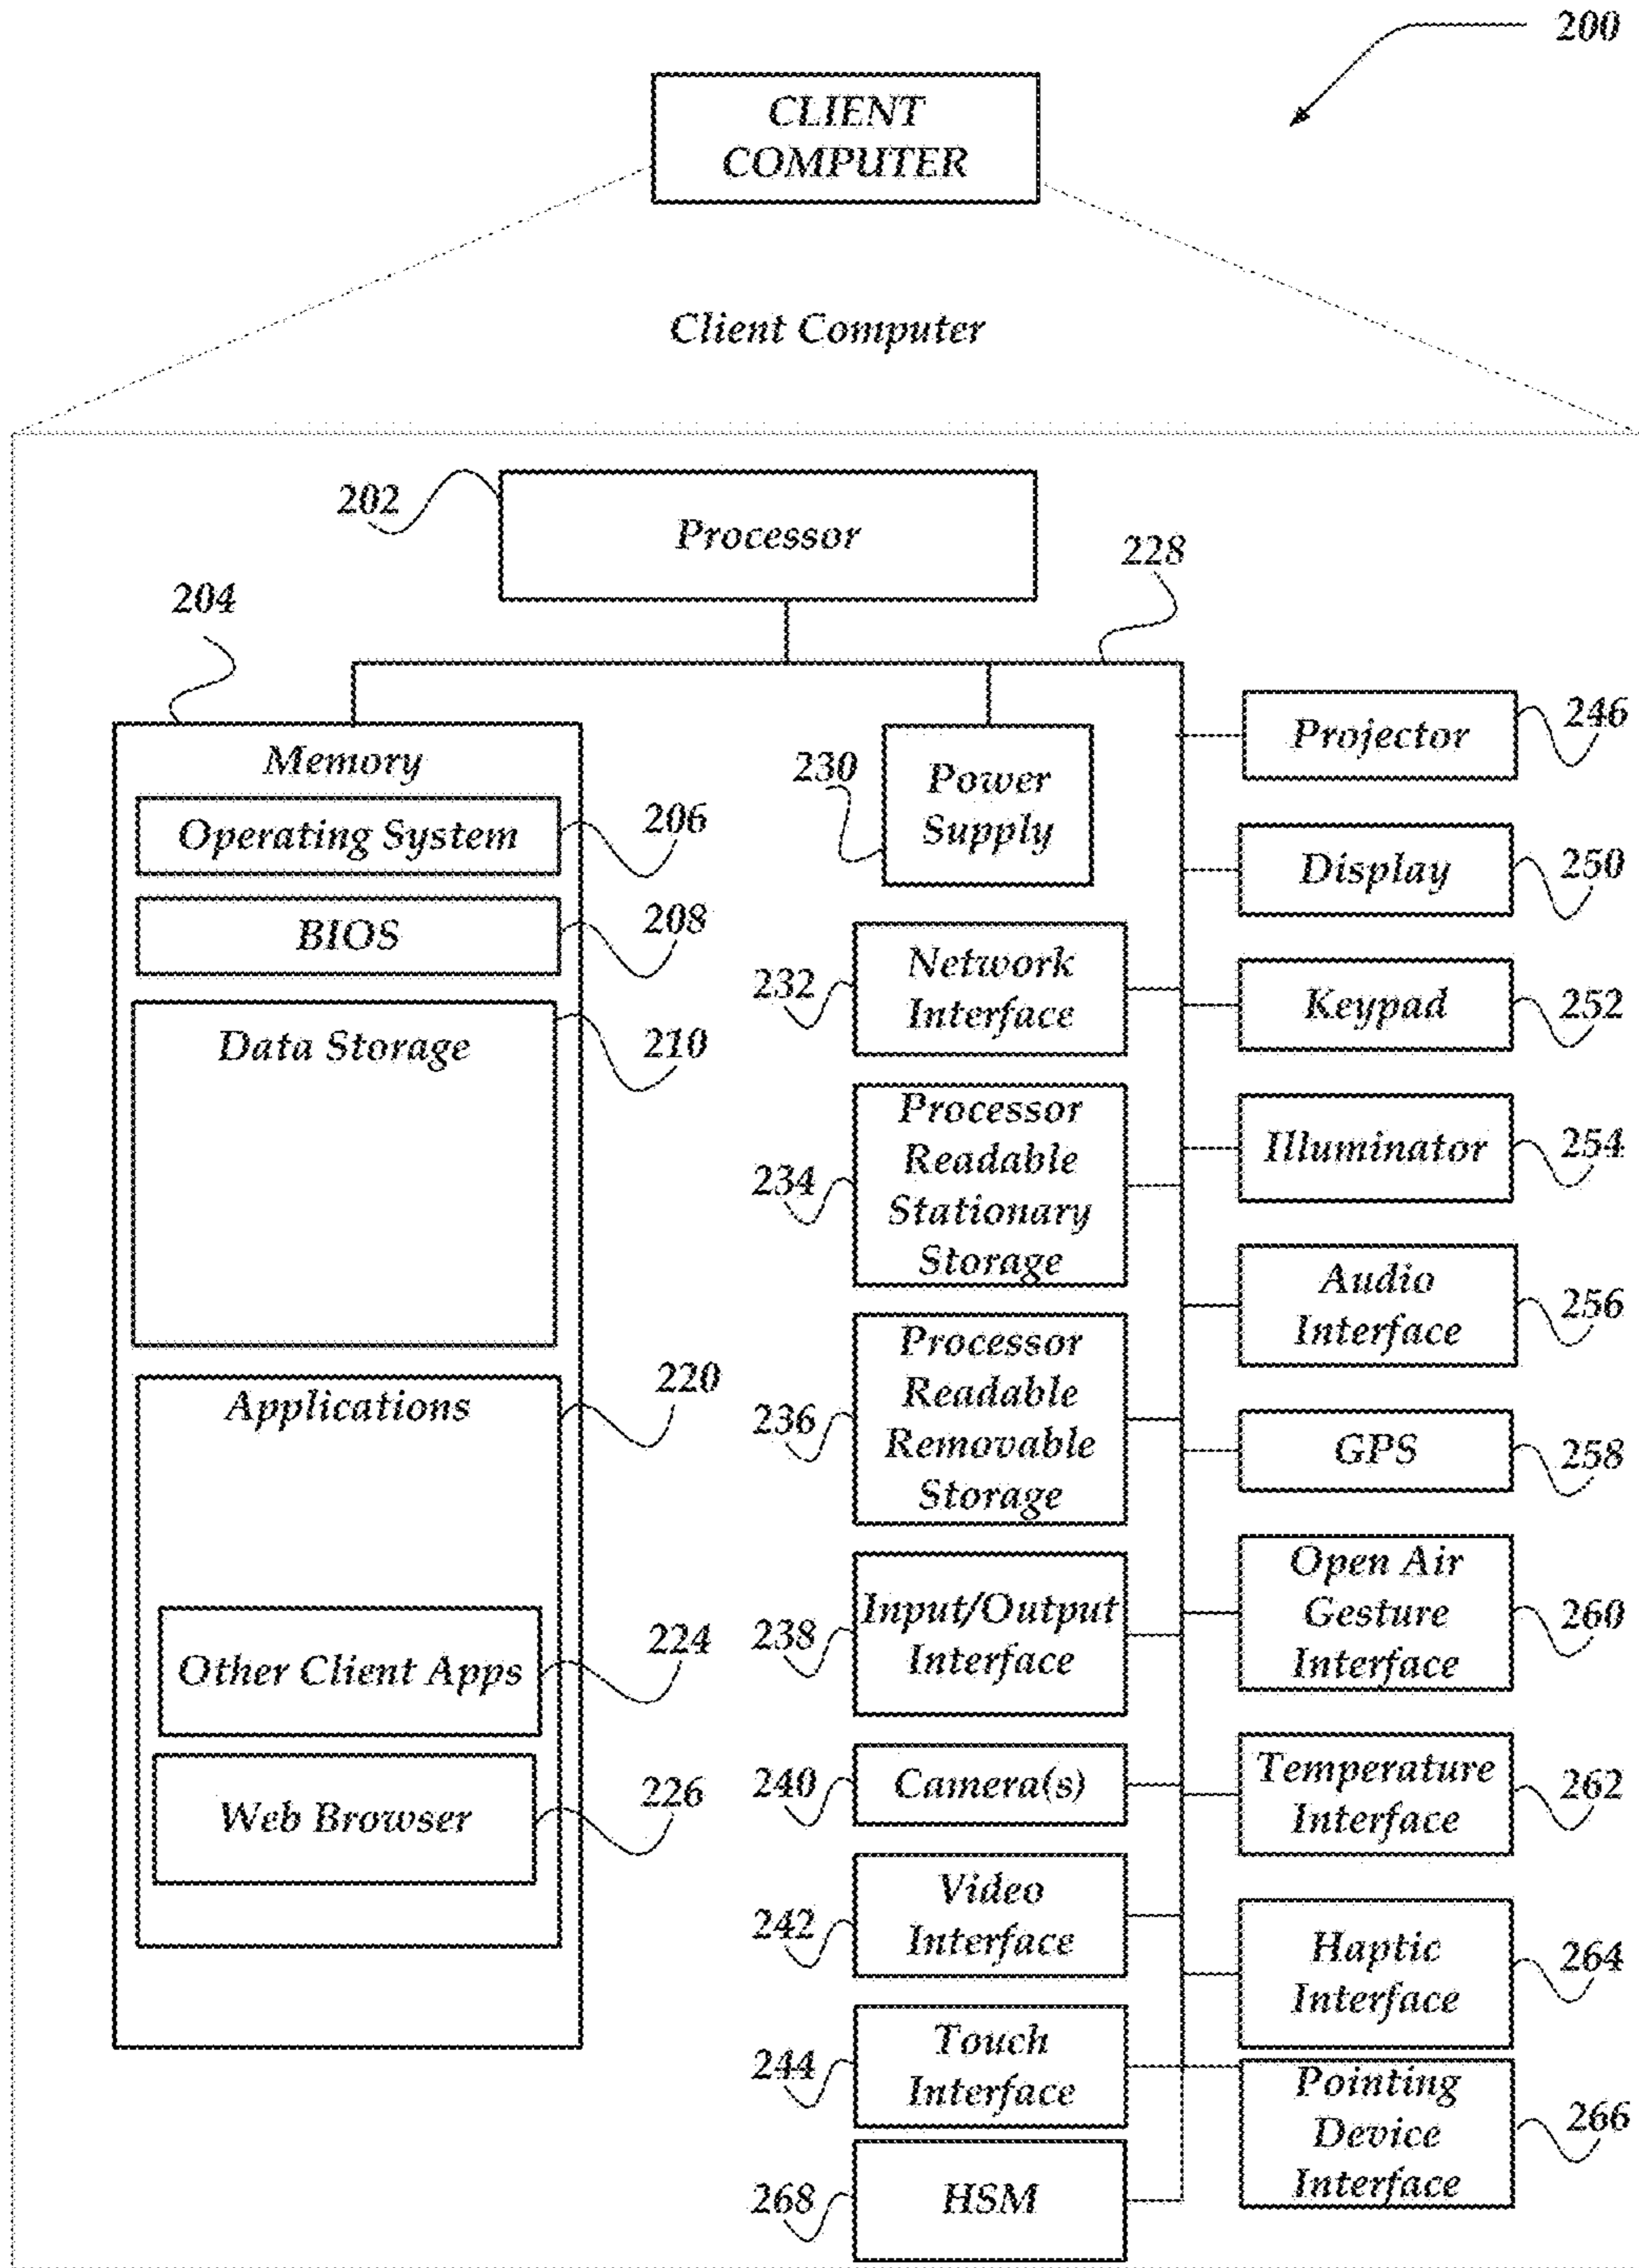 200
CLIENT
COMPUTER
Client Computer
202
Processor
228
204
Memory
Operating System
206
BIOS
208
Data Storage
210
Applications
220
Other Client Apps
224
Web Browser
226
230
Power
Supply
232
Network
Interface
234
Processor
Readable
Stationary
Storage
236
Processor
Readable
Removable
Storage
238
Input/Output
Interface
240
Camera(s)
242
Video
Interface
244
Touch
Interface
268
HSM
Projector
246
Display
250
Keypad
252
Illuminator
254
Audio
Interface
256
GPS
258
Open Air
Gesture
Interface
260
Temperature
Interface
262
Haptic
Interface
264
Pointing
Device
Interface
266